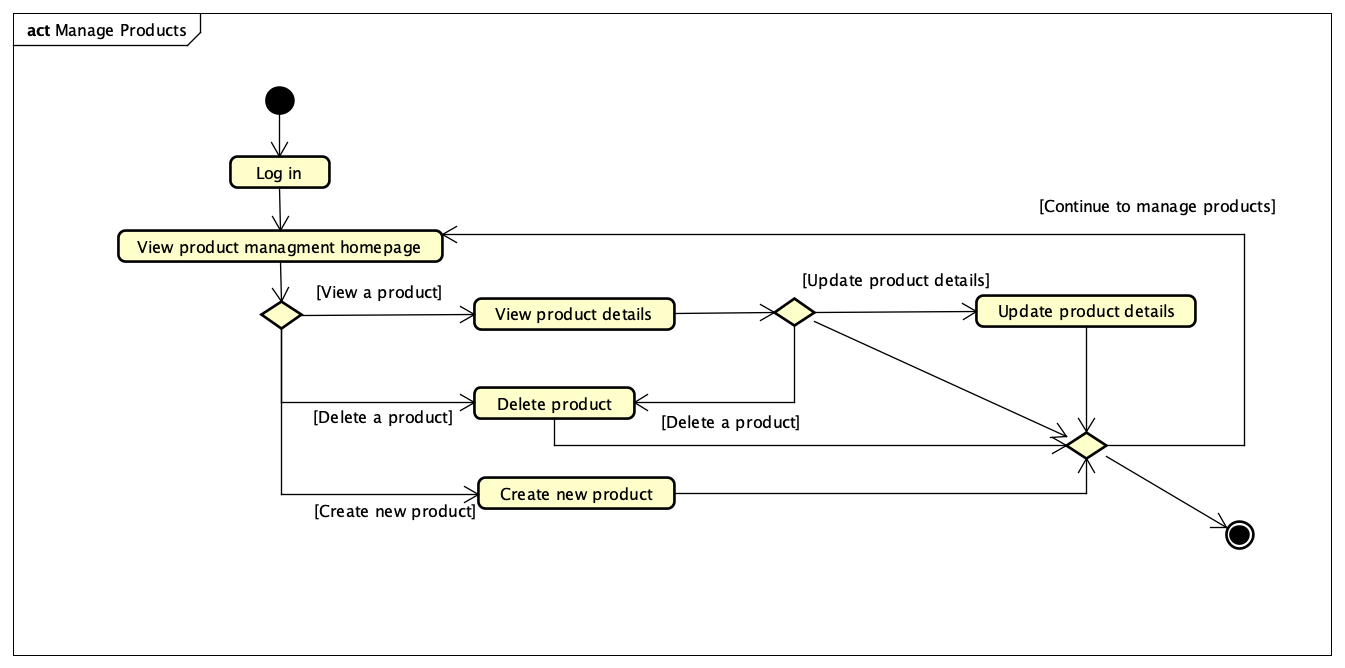 act Manage Products
Log in
[Continue to manage products]
View product managment homepage
[View a product]
[Update product details]
View product details
Update product details
Delete product
[Delete a product]
[Delete a product]
Create new product
[Create new product]